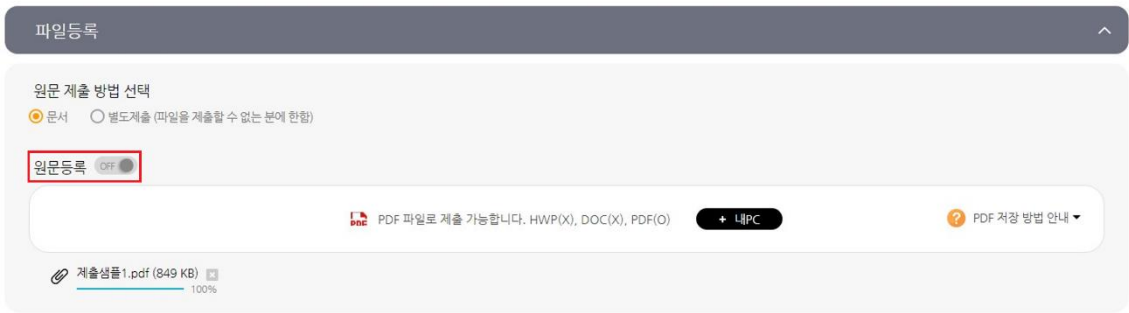 파일등록
원문 제출 방법 선택
문서 별도제출 (파일을 제출할 수 없는 분에 한함)
원문등록 OFF
PDF PDF 파일로 제출 가능합니다. HWP(X), DOC(X), PDF(O) + 내PC ? PDF 저장 방법 안내
제출샘플1.pdf (849 KB)
100%